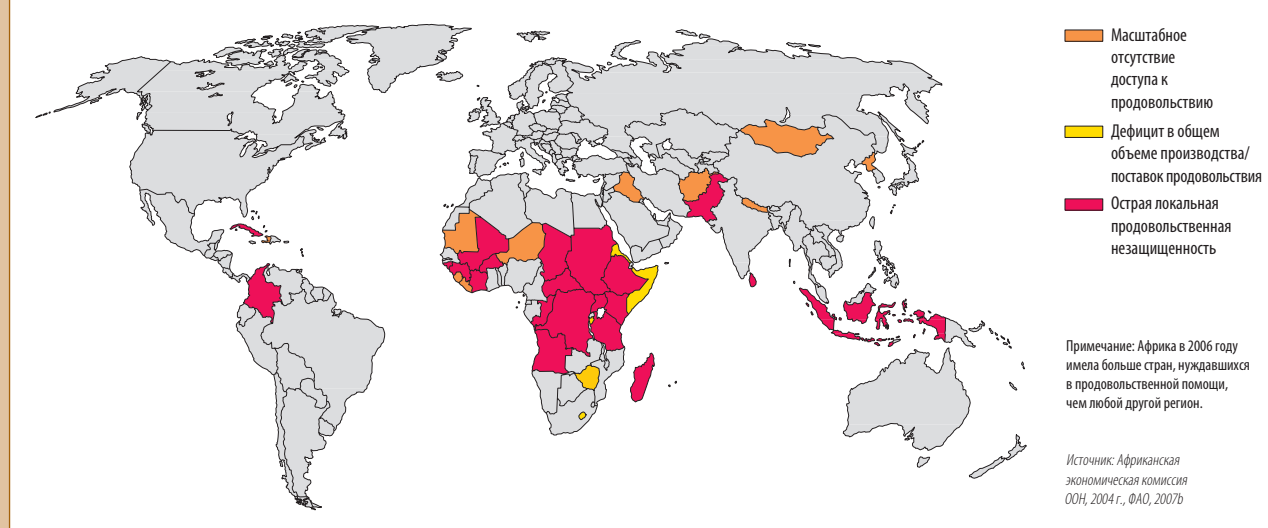 Масштабное
отсутствие
доступа к
продовольствию
Дефицит в общем
объеме производства/
поставок продовольствия
Острая локальная
продовольственная
незащищенность
Примечание: Африка в 2006 году
имела больше стран, нуждавшихся
в продовольственной помощи,
чем любой другой регион.
Источник: Африканская
экономическая комиссия
ООН, 2004 г., ФАО, 2007b